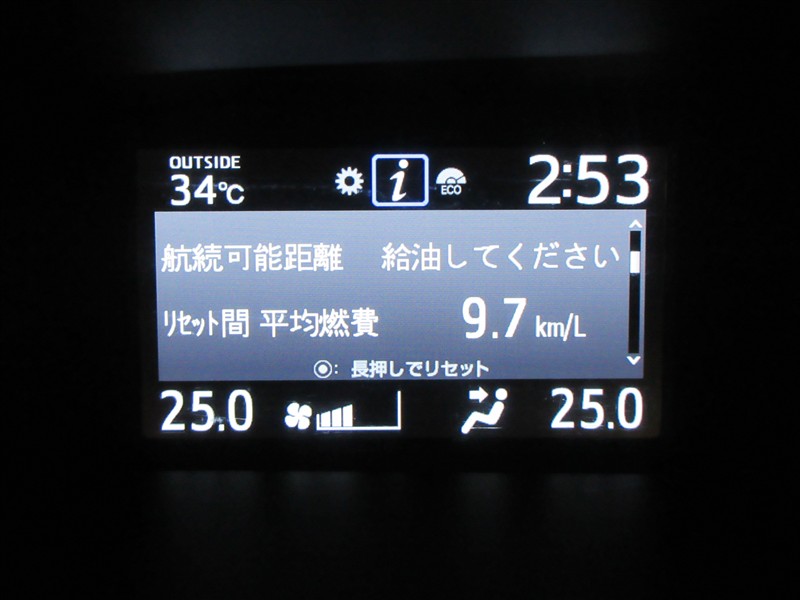 OUTSIDE
34℃
i
ECO
2:53
航続可能距離 給油してください
ﾘｾｯﾄ間 平均燃費 9.7 km/L
◉: 長押しでリセット
25.0 25.0